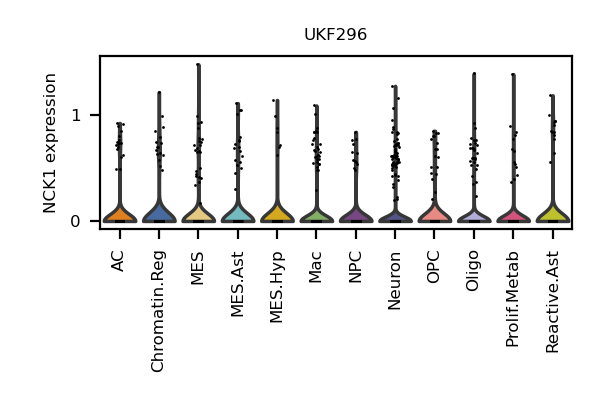 UKF296
NCK1 expression
1
0
AC
Chromatin.Reg
MES
MES.Ast
MES.Hyp
Mac
NPC
Neuron
OPC
Oligo
Prolif.Metab
Reactive.Ast